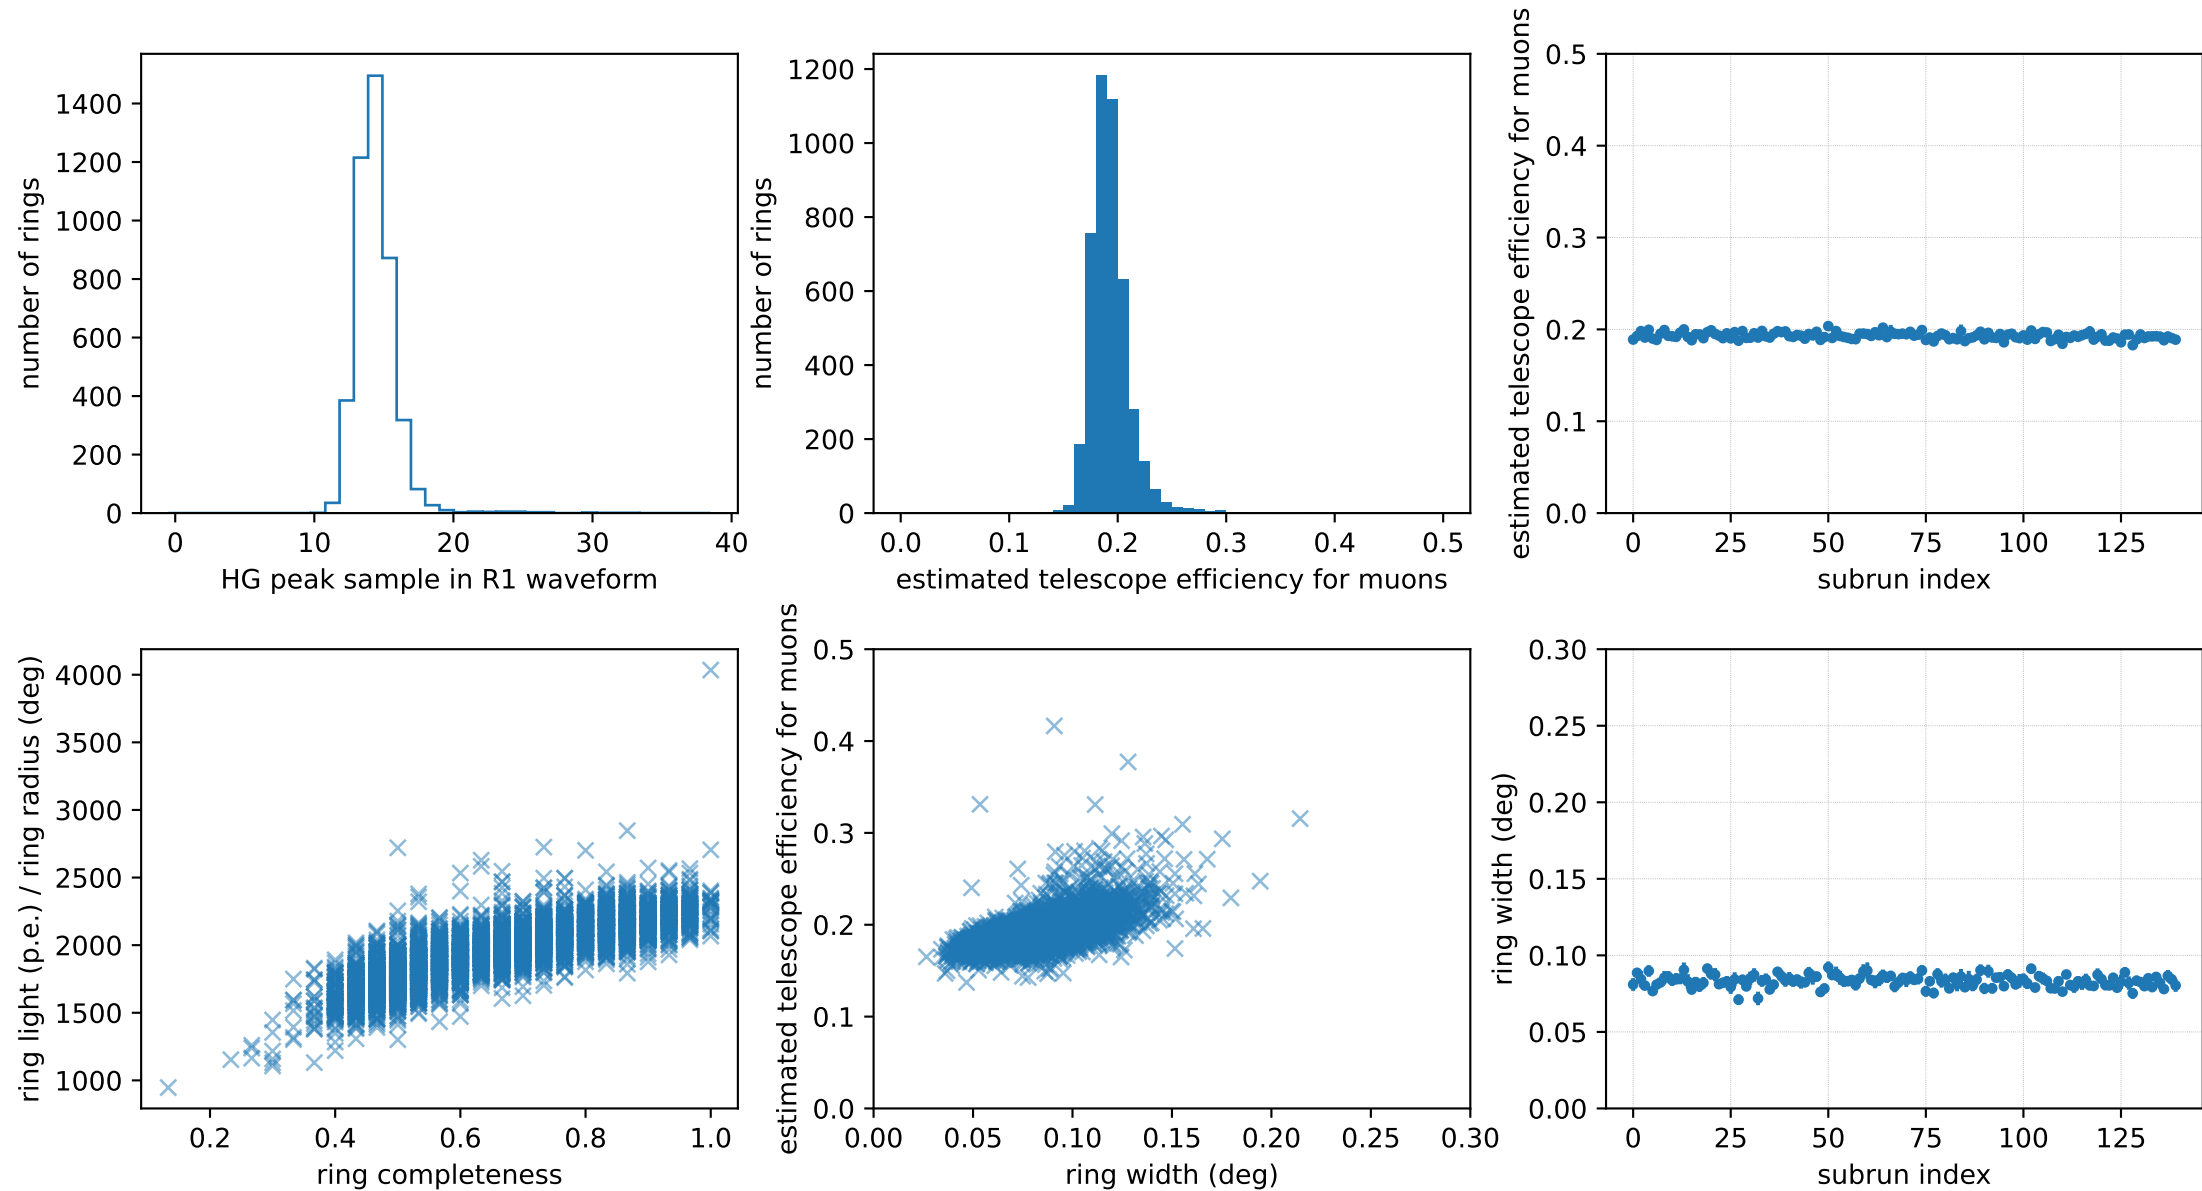 number of rings
1400
1200
1000
800
600
400
200
0
0 10 20 30 40
HG peak sample in R1 waveform
number of rings
1200
1000
800
600
400
200
0
0.0 0.1 0.2 0.3 0.4 0.5
estimated telescope efficiency for muons
estimated telescope efficiency for muons
0.5
0.4
0.3
0.2
0.1
0.0
0 25 50 75 100 125
subrun index
ring light (p.e.) / ring radius (deg)
4000
3500
3000
2500
2000
1500
1000
0.2 0.4 0.6 0.8 1.0
ring completeness
estimated telescope efficiency for muons
0.5
0.4
0.3
0.2
0.1
0.0
0.00 0.05 0.10 0.15 0.20 0.25 0.30
ring width (deg)
ring width (deg)
0.30
0.25
0.20
0.15
0.10
0.05
0.00
0 25 50 75 100 125
subrun index